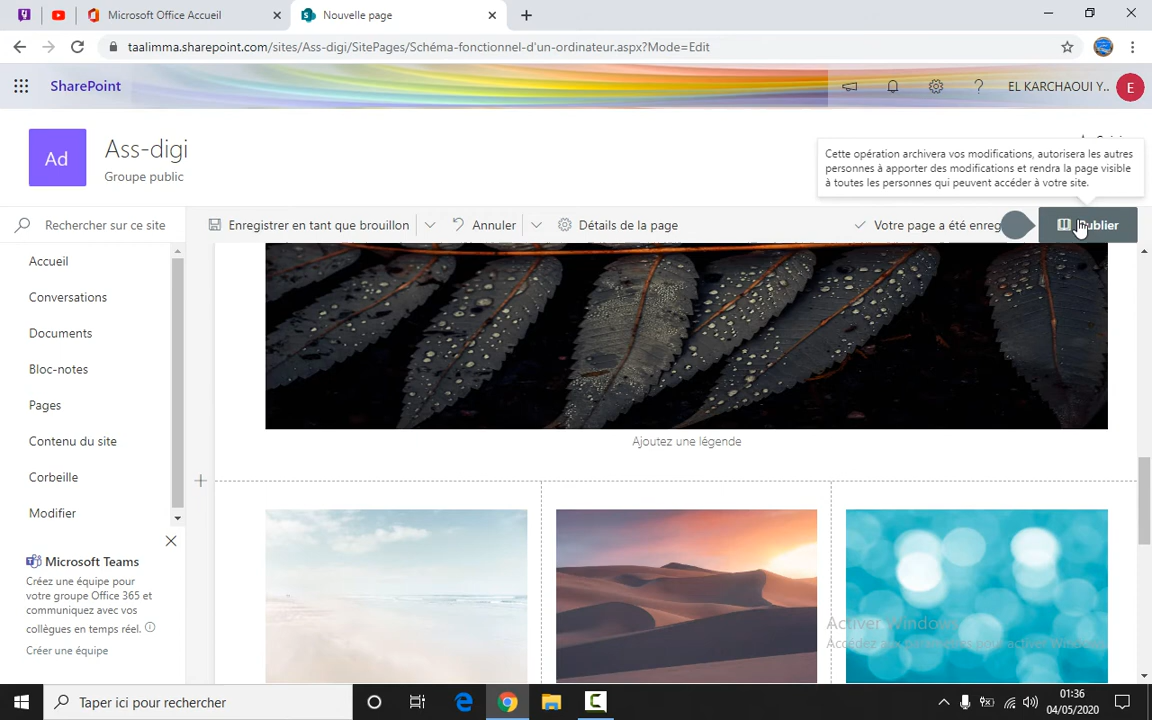 Microsoft Office Accueil
Nouvelle page
taalimma.sharepoint.com/sites/Ass-digi/SitePages/Schéma-fonctionnel-d'un-ordinateur.aspx?Mode=Edit
SharePoint
EL KARCHAOUI Y..
E
Ad
Ass-digi
Groupe public
Cette opération archivera vos modifications, autorisera les autres
personnes à apporter des modifications et rendra la page visible
à toutes les personnes qui peuvent accéder à votre site.
Rechercher sur ce site
Enregistrer en tant que brouillon
Annuler
Détails de la page
Votre page a été enreg
Accueil
Conversations
Documents
Bloc-notes
Pages
Contenu du site
Corbeille
Modifier
Ajoutez une légende
Microsoft Teams
Créez une équipe pour
votre groupe Office 365 et
communiquez avec vos
collègues en temps réel.
Créer une équipe
Activer Windows
Taper ici pour rechercher
01:36
04/05/2020